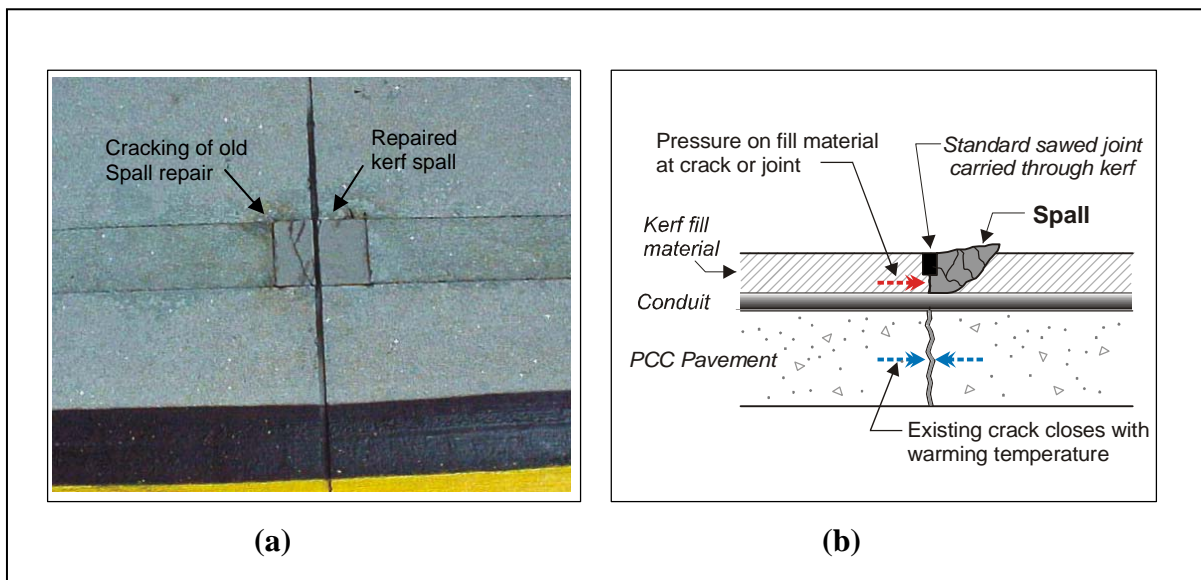 Cracking of old
Spall repair
Repaired
kerf spall
(a)
Pressure on fill material
at crack or joint
Standard sawed joint
carried through kerf
Spall
Kerf fill
material
Conduit
PCC Pavement
Existing crack closes with
warming temperature
(b)